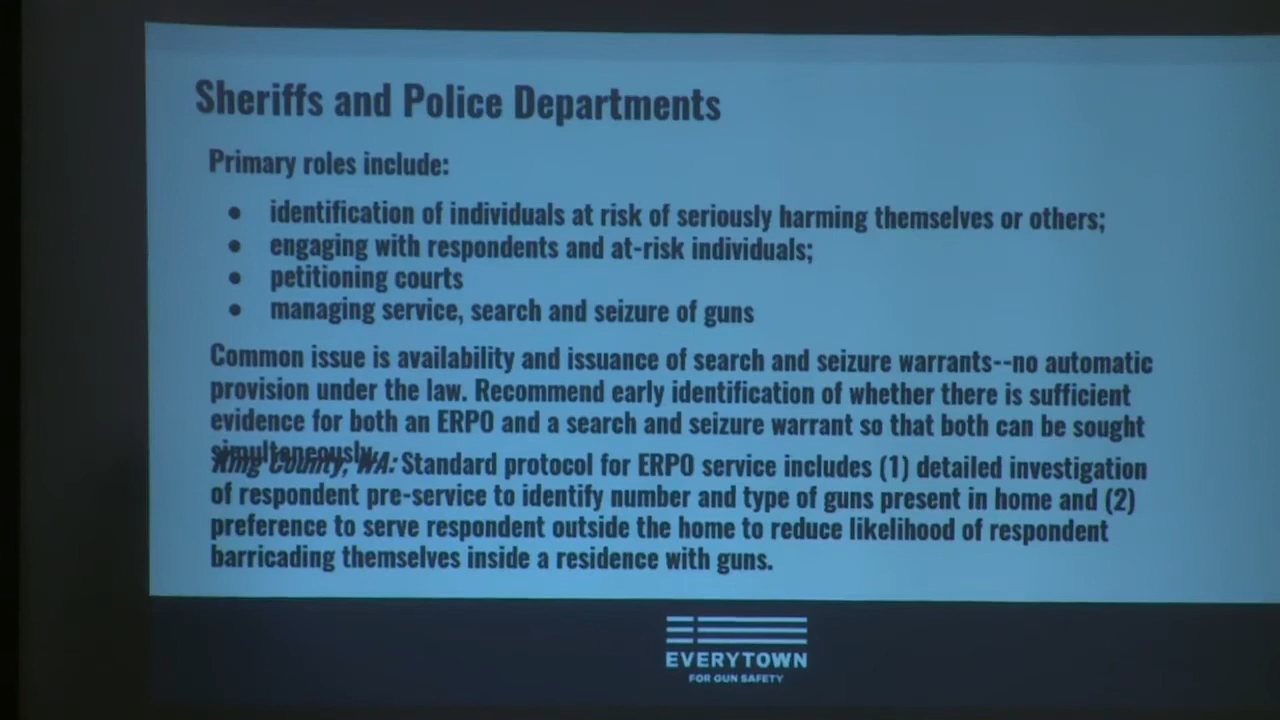 Sheriffs and Police Departments
Primary roles include:
● identification of individuals at risk of seriously harming themselves or others;
● engaging with respondents and at-risk individuals;
● petitioning courts
● managing service, search and seizure of guns
Common issue is availability and issuance of search and seizure warrants--no automatic
provision under the law. Recommend early identification of whether there is sufficient
evidence for both an ERPO and a search and seizure warrant so that both can be sought
simultaneously.
King County, WA: Standard protocol for ERPO service includes (1) detailed investigation
of respondent pre-service to identify number and type of guns present in home and (2)
preference to serve respondent outside the home to reduce likelihood of respondent
barricading themselves inside a residence with guns.
EVERYTOWN
FOR GUN SAFETY